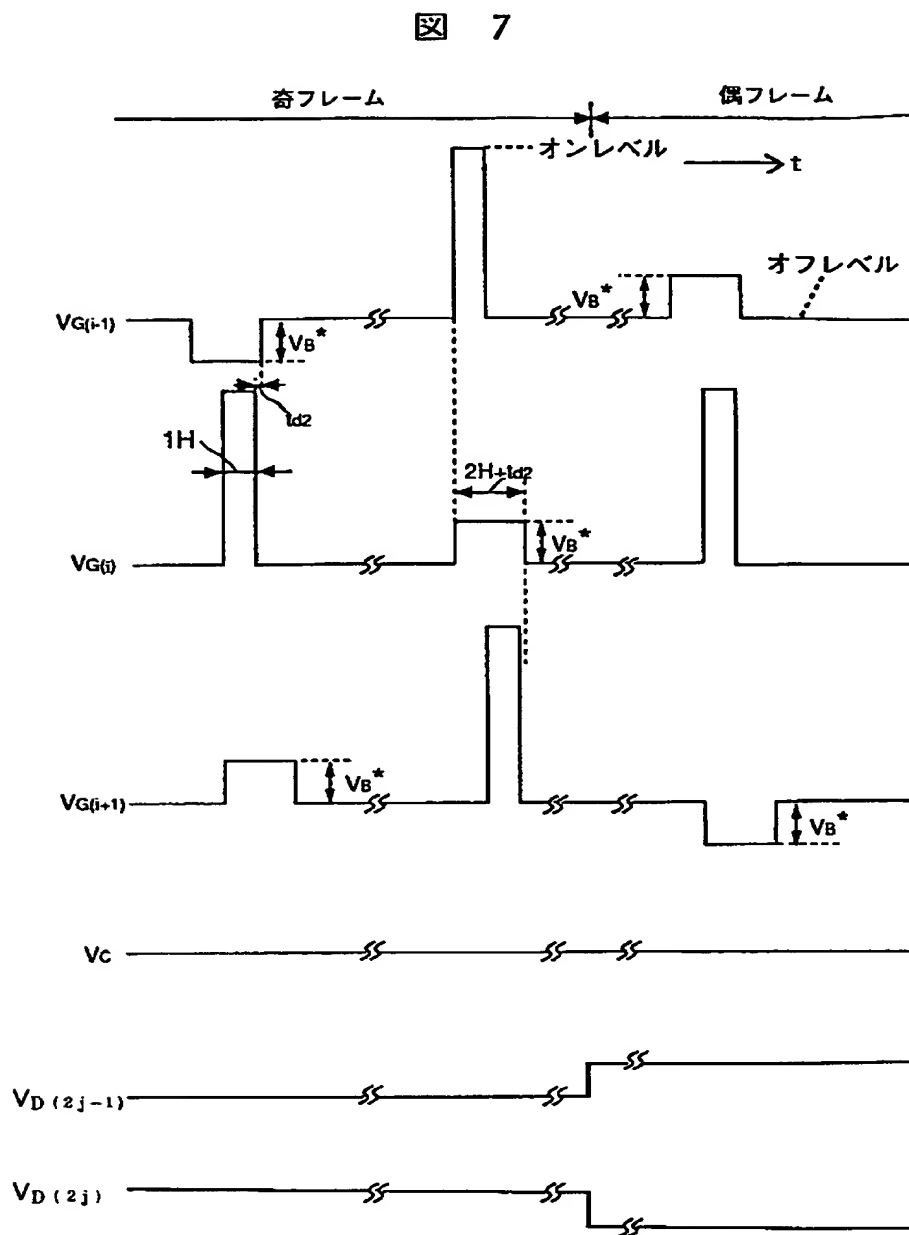 図 7
奇フレーム
偶フレーム
オンレベル
t
オフレベル
VB*
VG(i-1)
VB*
td2
1H
2H+td2
VB*
VG(i)
VB*
VG(i+1)
VB*
VC
VD(2j-1)
VD(2j)